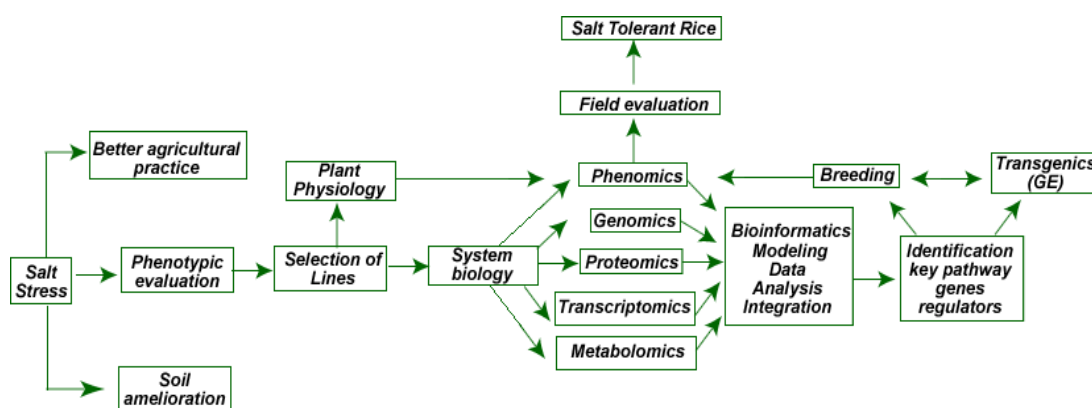 Salt Tolerant Rice
Field evaluation
Better agricultural
practice
Plant
Physiology
Phenomics
Breeding
Transgenics
(GE)
Genomics
Bioinformatics
Modeling
Data
Analysis
Integration
Identification
key pathway
genes
regulators
Salt
Stress
Phenotypic
evaluation
Selection of
Lines
System
biology
Proteomics
Transcriptomics
Metabolomics
Soil
amelioration